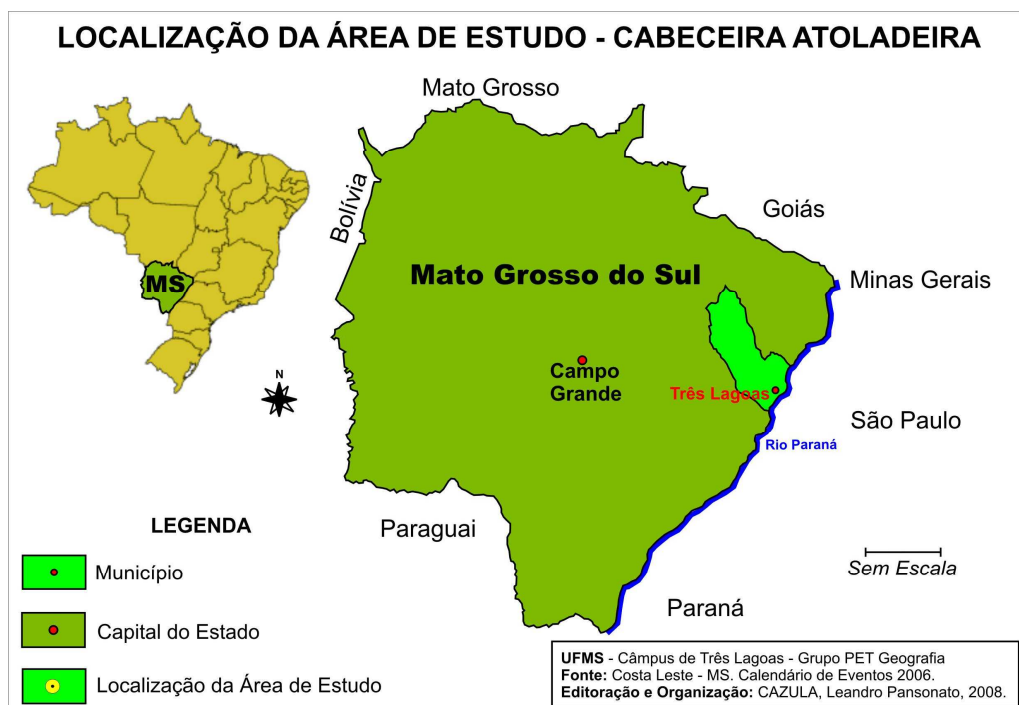 LOCALIZAÇÃO DA ÁREA DE ESTUDO - CABECEIRA ATOLADEIRA
Mato Grosso
Bolívia
Goiás
MS
Mato Grosso do Sul
Minas Gerais
N
Campo
Grande
Três Lagoas
São Paulo
Rio Paraná
LEGENDA
Paraguai
Município
Sem Escala
Capital do Estado
Paraná
Localização da Área de Estudo
UFMS - Câmpus de Três Lagoas - Grupo PET Geografia
Fonte: Costa Leste - MS. Calendário de Eventos 2006.
Editoração e Organização: CAZULA, Leandro Pansonato, 2008.